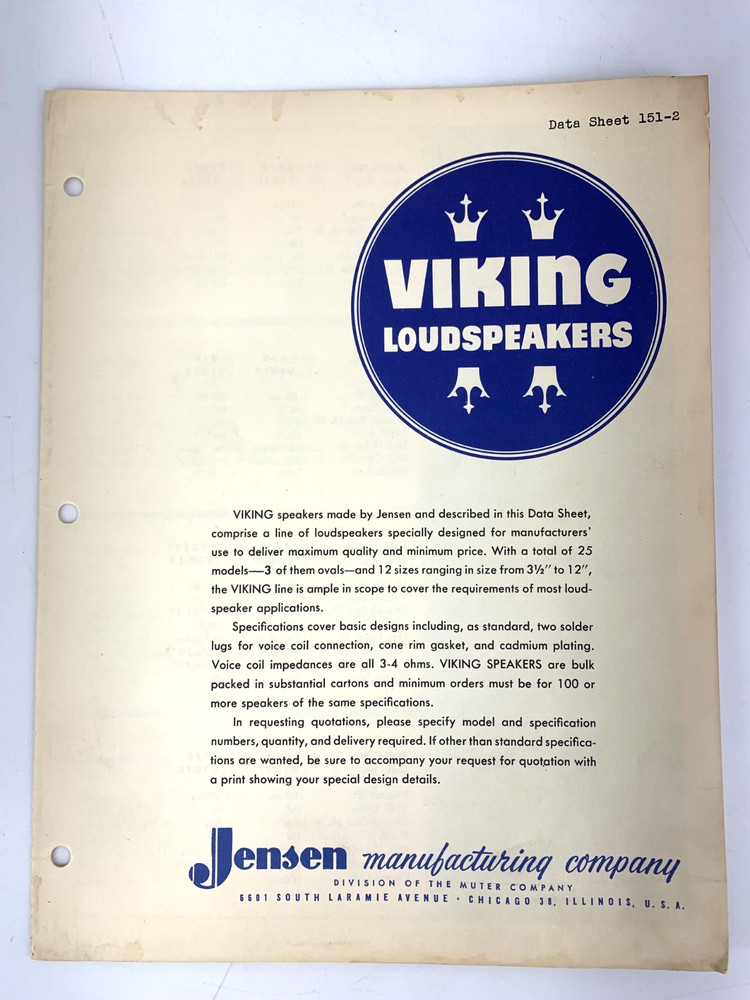 Data Sheet 151-2
VIKING
LOUDSPEAKERS
VIKING speakers made by Jensen and described in this Data Sheet,
comprise a line of loudspeakers specially designed for manufacturers'
use to deliver maximum quality and minimum price. With a total of 25
models—3 of them ovals—and 12 sizes ranging in size from 3½" to 12",
the VIKING line is ample in scope to cover the requirements of most loud-
speaker applications.
Specifications cover basic designs including, as standard, two solder
lugs for voice coil connection, cone rim gasket, and cadmium plating.
Voice coil impedances are all 3-4 ohms. VIKING SPEAKERS are bulk
packed in substantial cartons and minimum orders must be for 100 or
more speakers of the same specifications.
In requesting quotations, please specify model and specification
numbers, quantity, and delivery required. If other than standard specifica-
tions are wanted, be sure to accompany your request for quotation with
a print showing your special design details.
Jensen manufacturing company
DIVISION OF THE MUTER COMPANY
6601 SOUTH LARAMIE AVENUE · CHICAGO 38, ILLINOIS, U. S. A.